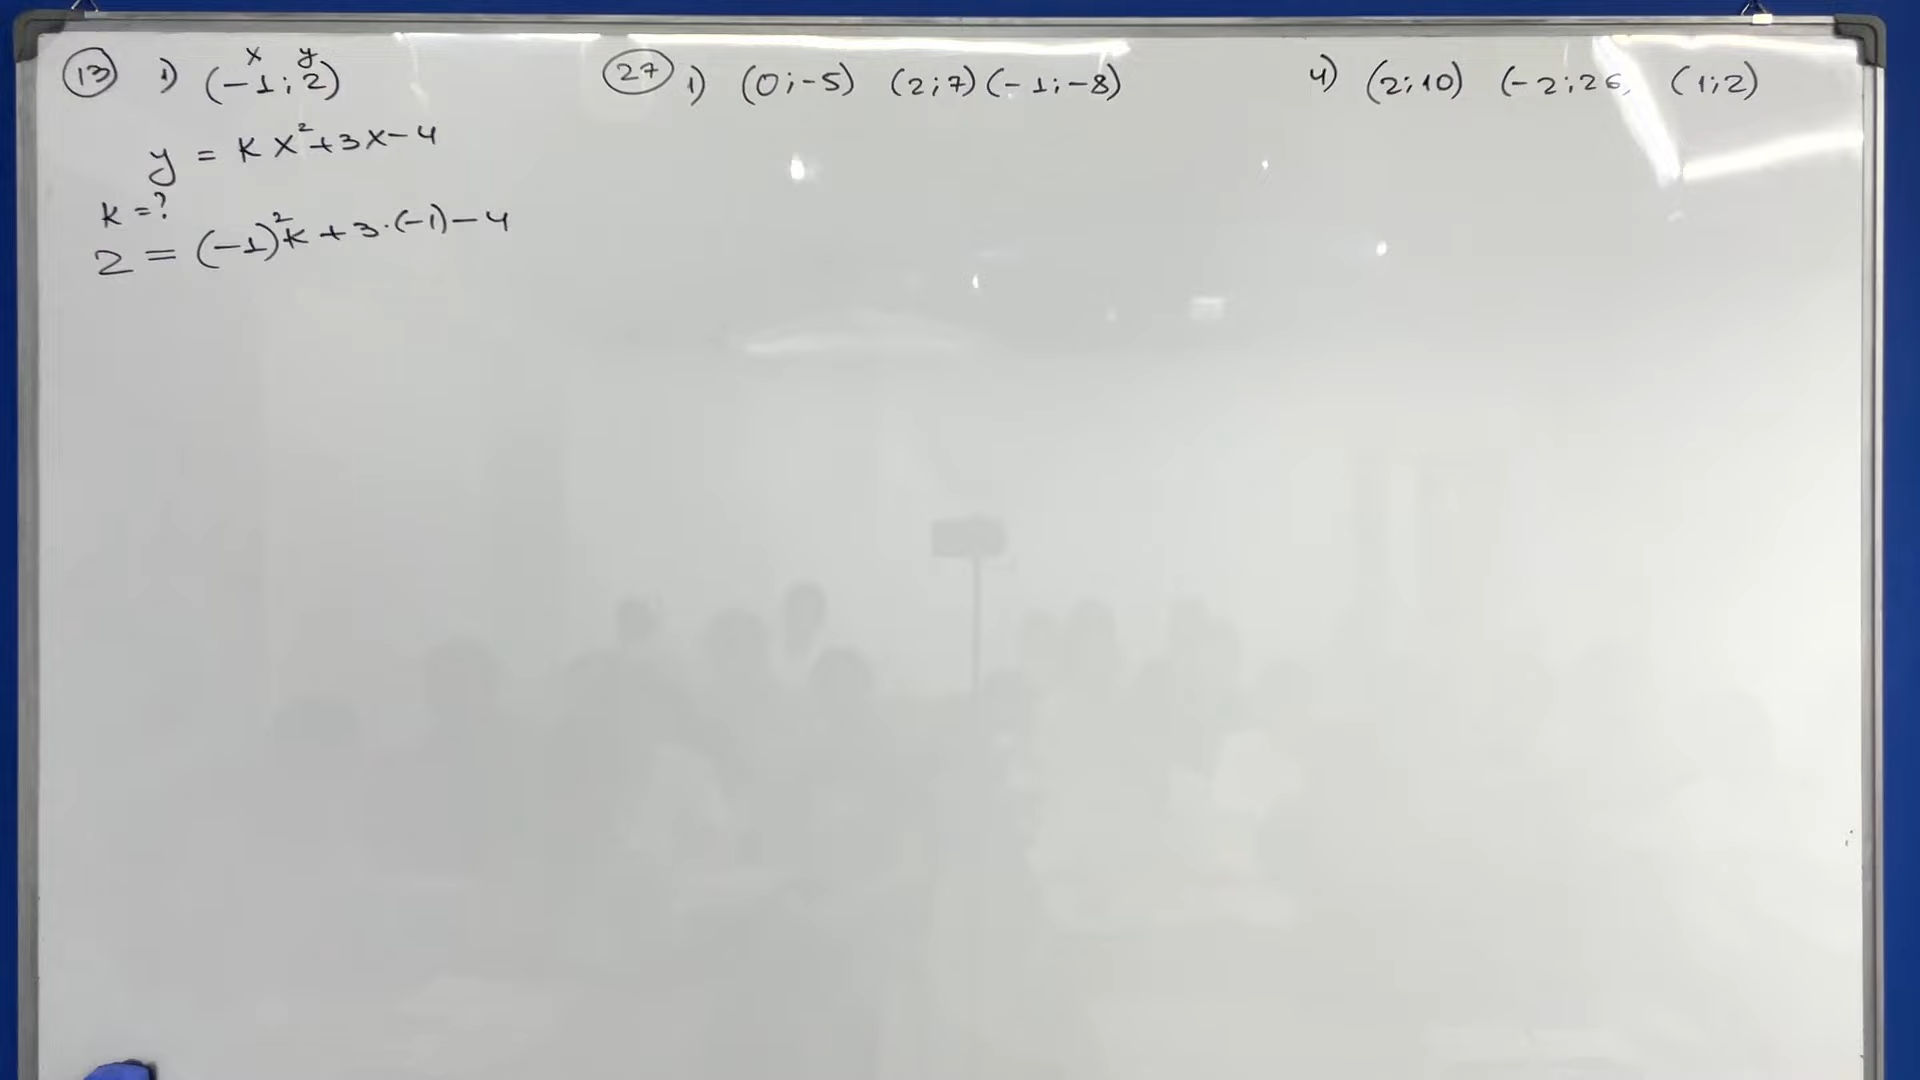 13 1) (-1; 2)
x y
y = kx²+3x-4
k=?
2 = (-1)²k+3·(-1)-4
27 1) (0;-5) (2;7) (-1;-8)
4) (2;10) (-2;26, (1;2)